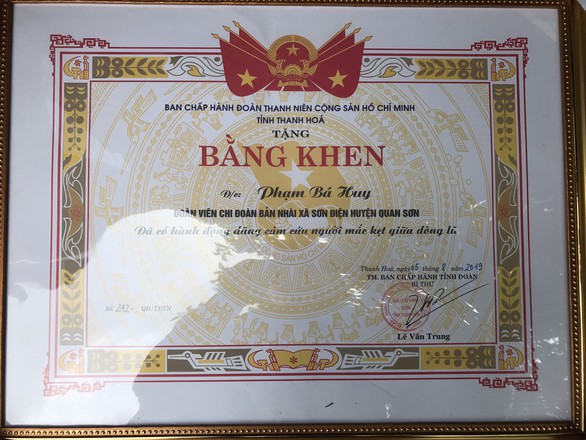 BAN CHẤP HÀNH ĐOÀN THANH NIÊN CỘNG SẢN HỒ CHÍ MINH
TỈNH THANH HOÁ
TẶNG
BẰNG KHEN
Đ/c: Phạm Bá Huy
ĐOÀN VIÊN CHI ĐOÀN BẢN NHÀI XÃ SƠN ĐIỆN HUYỆN QUAN SƠN
Đã có hành động dũng cảm cứu người mắc kẹt giữa dòng lũ
Thanh Hoá, ngày 05 tháng 8 năm 2019
TM. BAN CHẤP HÀNH TỈNH ĐOÀN
BÍ THƯ
Số: 242 - QĐ/TĐTN
Lê Văn Trung